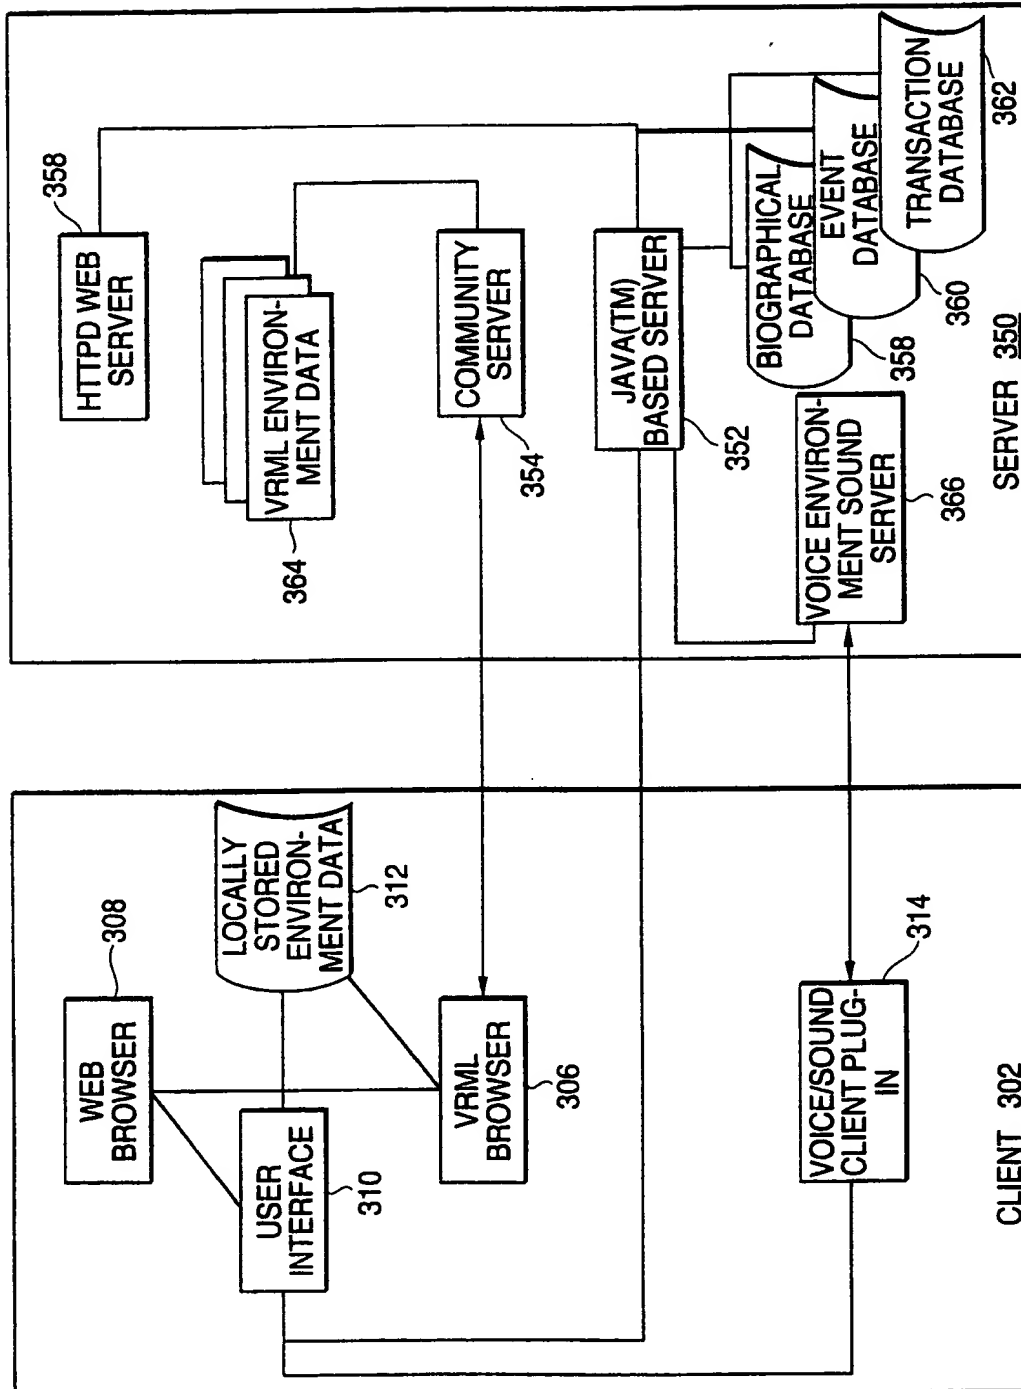 358
HTTPD WEB
SERVER
VRML ENVIRON-
MENT DATA
364
COMMUNITY
SERVER
354
JAVA(TM)
BASED SERVER
352
BIOGRAPHICAL
DATABASE
358
EVENT
DATABASE
360
TRANSACTION
DATABASE
362
VOICE ENVIRON-
MENT SOUND
SERVER
366
SERVER 350
308
WEB
BROWSER
LOCALLY
STORED
ENVIRON-
MENT DATA
312
USER
INTERFACE
310
VRML
BROWSER
306
314
VOICE/SOUND
CLIENT PLUG-
IN
CLIENT 302